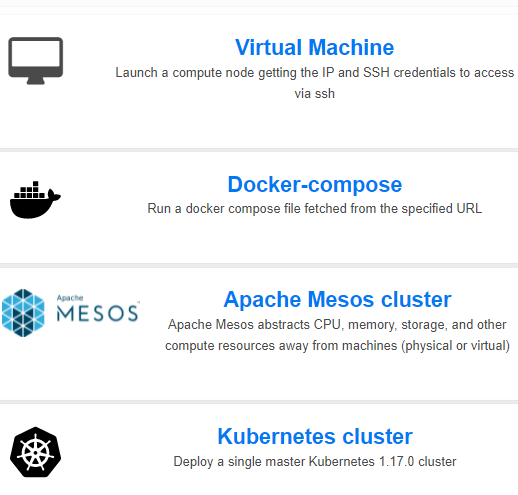 Virtual Machine
Launch a compute node getting the IP and SSH credentials to access
via ssh
Docker-compose
Run a docker compose file fetched from the specified URL
Apache
MESOS
Apache Mesos cluster
Apache Mesos abstracts CPU, memory, storage, and other
compute resources away from machines (physical or virtual)
Kubernetes cluster
Deploy a single master Kubernetes 1.17.0 cluster